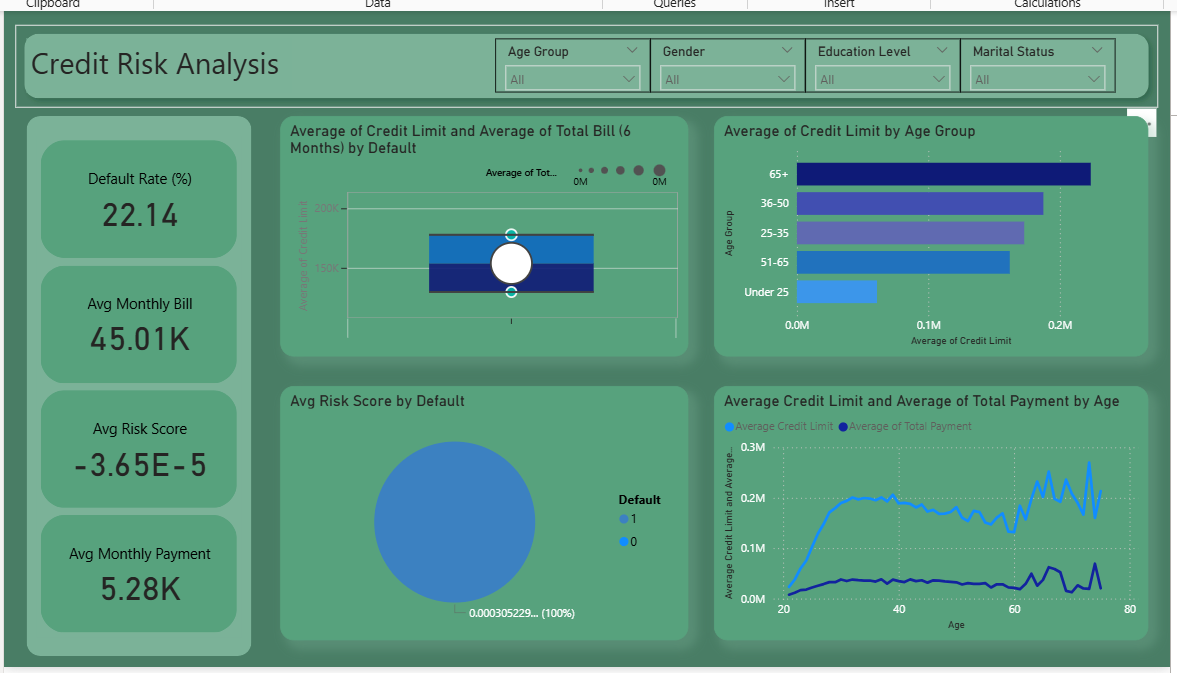 Clipboard
Data
Queries
Insert
Calculations
Credit Risk Analysis
Age Group
All
Gender
All
Education Level
All
Marital Status
All
Default Rate (%)
22.14
Avg Monthly Bill
45.01K
Avg Risk Score
-3.65E-5
Avg Monthly Payment
5.28K
Average of Credit Limit and Average of Total Bill (6
Months) by Default
Average of Tot...
0M
0M
Average of Credit Limit
200K
150K
Average of Credit Limit by Age Group
Age Group
65+
36-50
25-35
51-65
Under 25
0.0M
0.1M
0.2M
Average of Credit Limit
Avg Risk Score by Default
Default
1
0
0.000305229... (100%)
Average Credit Limit and Average of Total Payment by Age
Average Credit Limit
Average of Total Payment
Average Credit Limit and Average...
0.3M
0.2M
0.1M
0.0M
20
40
60
80
Age